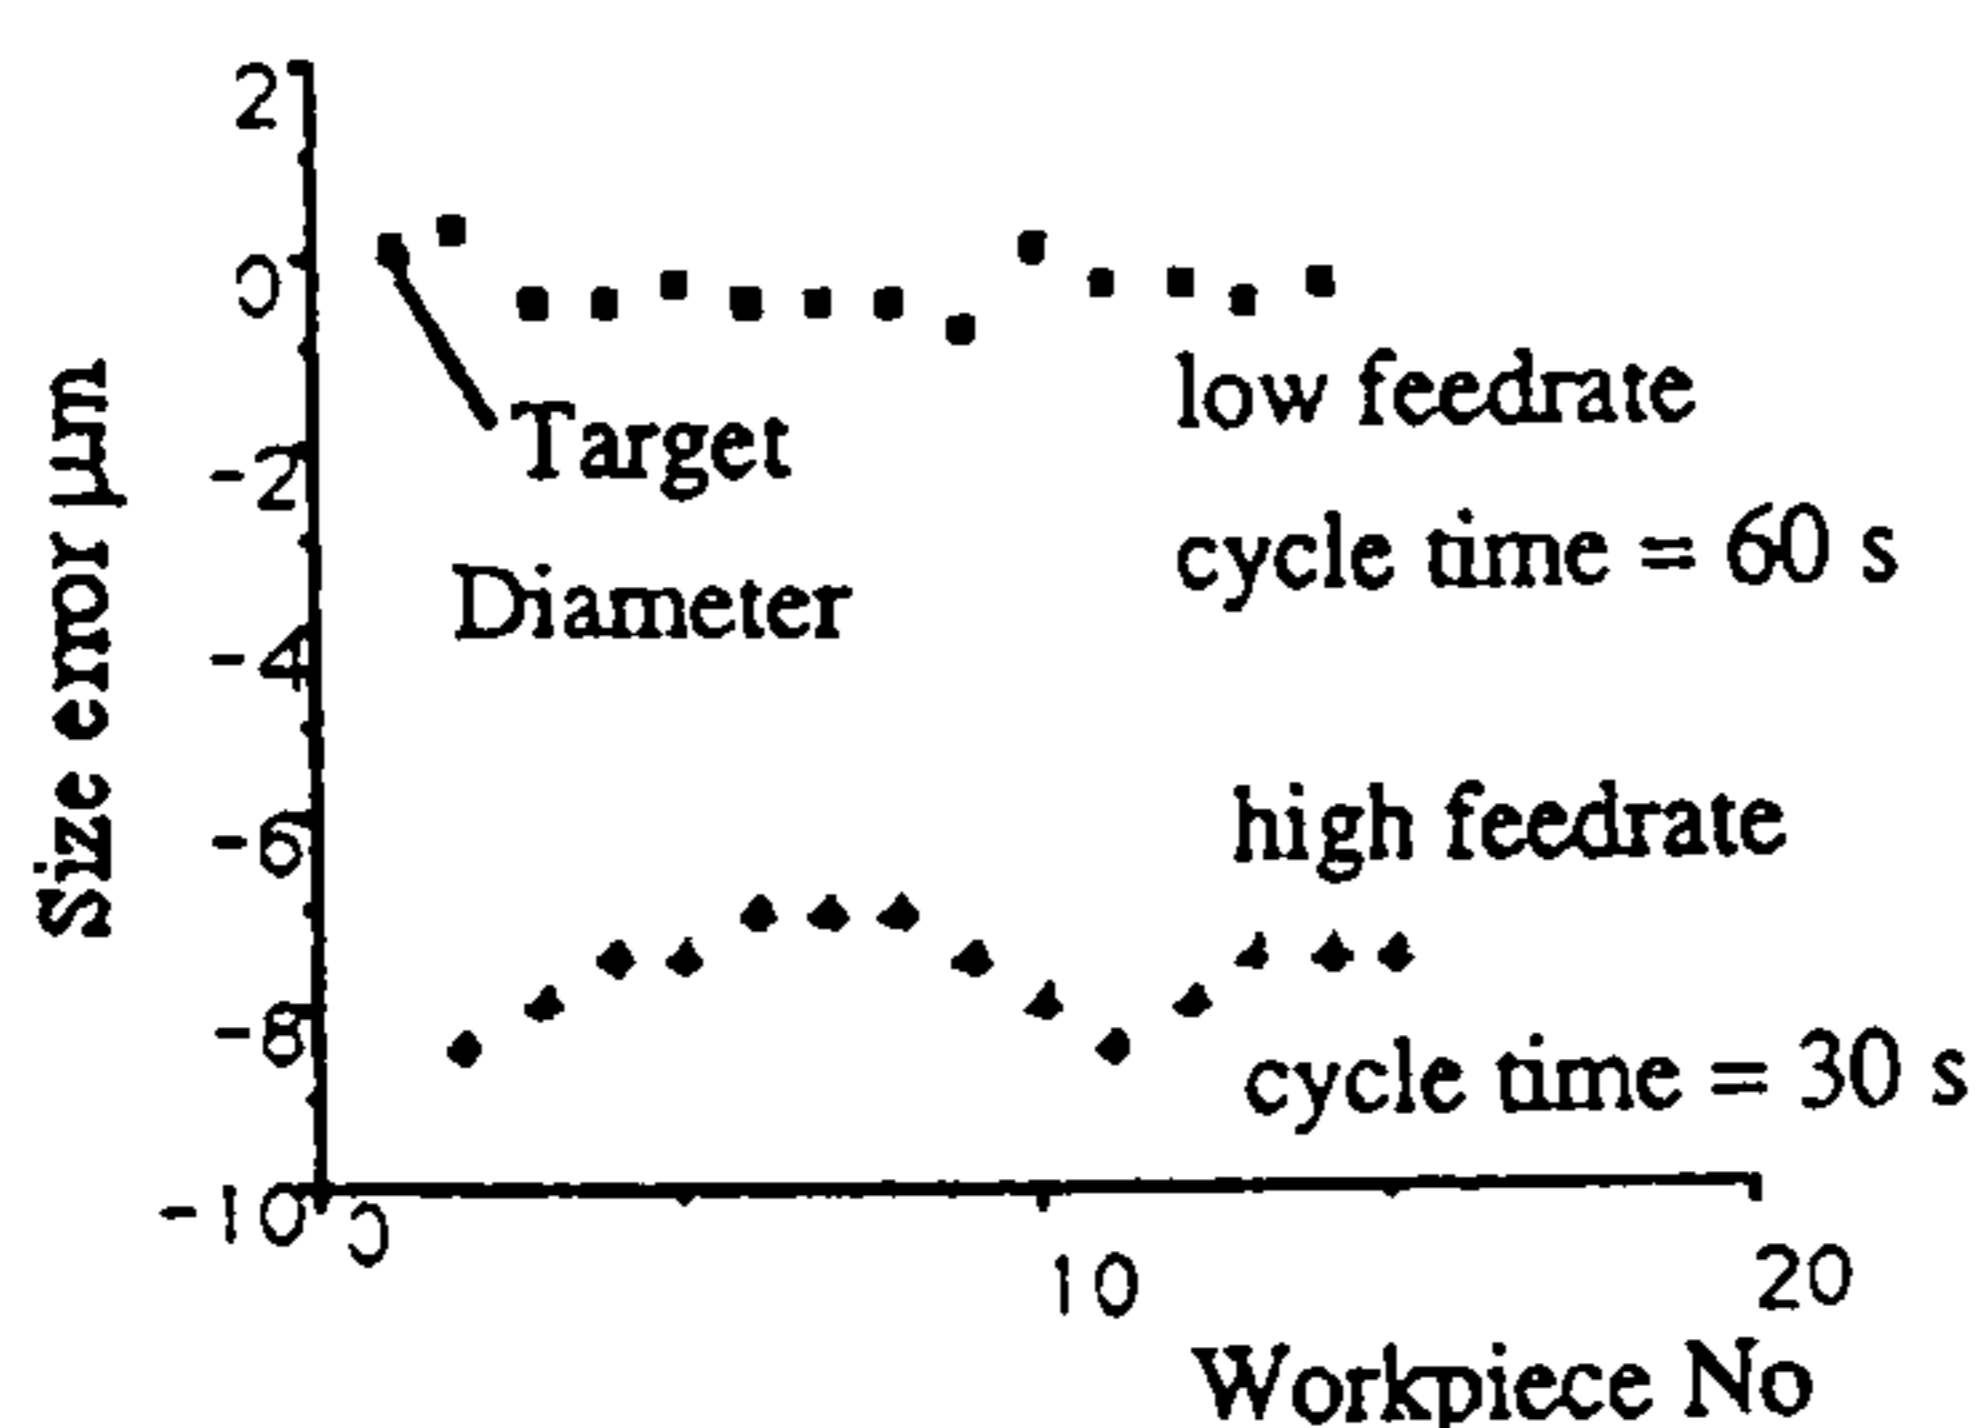 2
0
-2
-4
-6
-8
-10
Size error µm
Target
Diameter
low feedrate
cycle time = 60 s
high feedrate
cycle time = 30 s
0
10
20
Workpiece No